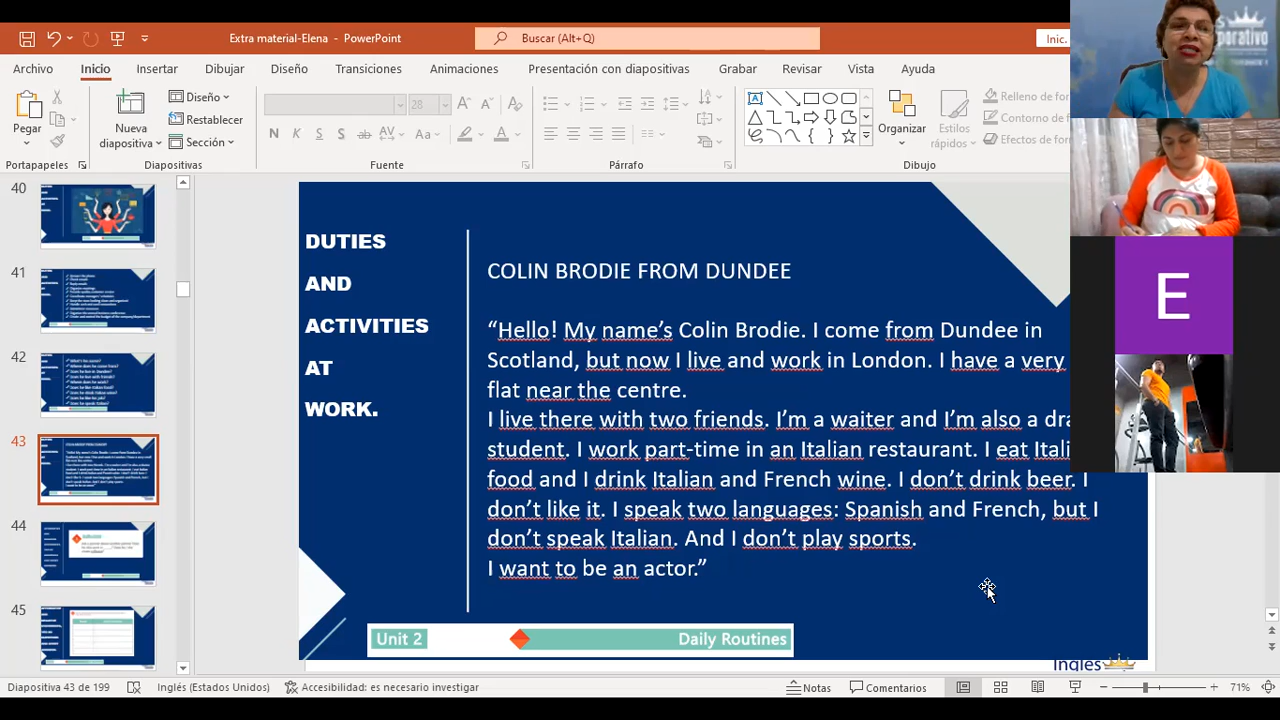 Extra material-Elena - PowerPoint
Buscar (Alt+Q)
Inic.
Archivo Inicio Insertar Dibujar Diseño Transiciones Animaciones Presentación con diapositivas Grabar Revisar Vista Ayuda
Pegar
Nueva diapositiva
Diseño
Restablecer
Sección
28
N K S
Organizar
Estilos rápidos
Relleno de for
Contorno de
Efectos de for
Portapapeles Diapositivas Fuente Párrafo Dibujo
40
41
42
43
44
45
DUTIES
AND
ACTIVITIES
AT
WORK.
COLIN BRODIE FROM DUNDEE
“Hello! My name’s Colin Brodie. I come from Dundee in
Scotland, but now I live and work in London. I have a very
flat near the centre.
I live there with two friends. I’m a waiter and I’m also a dra
student. I work part time in an Italian restaurant. I eat Itali
food and I drink Italian and French wine. I don’t drink beer. I
don’t like it. I speak two languages: Spanish and French, but I
don’t speak Italian. And I don’t play sports.
I want to be an actor.”
Unit 2 Daily Routines
Inglés
E
Diapositiva 43 de 199 Inglés (Estados Unidos) Accesibilidad: es necesario investigar Notas Comentarios 71%